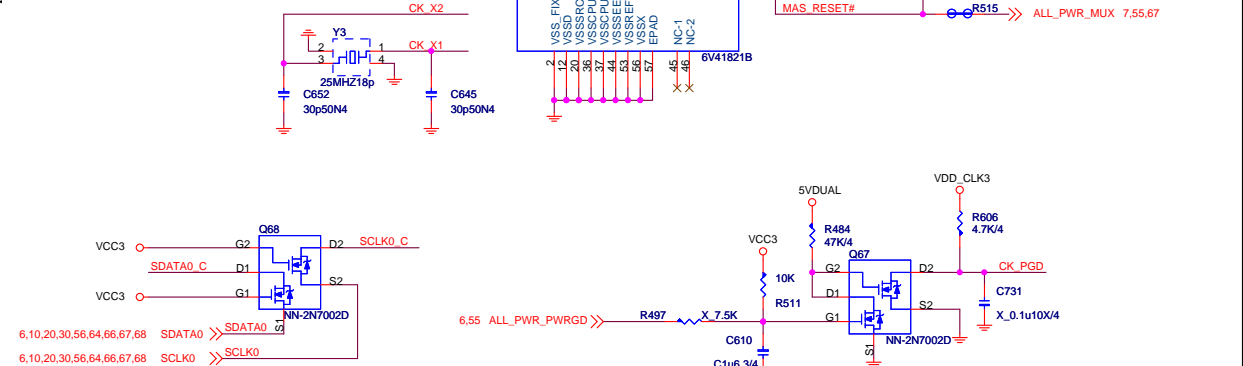 CK_X2
MAS_RESET#
R515
ALL_PWR_MUX 7,55,67
Y3
2
1
CK_X1
3
4
25MHZ18p
C652
30p50N4
C645
30p50N4
VSS_FIX
VSSD
VSSSRC
VSSCPU
VSSCPU
VSSREF
VSSX
EPAD
NC-1
NC-2
6V41821B
2
12
20
36
37
44
53
56
57
45
46
5VDUAL
VDD_CLK3
R484
47K/4
R606
4.7K/4
Q68
VCC3
G2
D2
SCLK0_C
SDATA0_C
D1
S2
VCC3
G1
NN-2N7002D
S1
6,10,20,30,56,64,66,67,68 SDATA0
SDATA0
6,10,20,30,56,64,66,67,68 SCLK0
SCLK0
VCC3
10K
R511
Q67
G2
D2
CK_PGD
D1
S2
C731
X_0.1u10X/4
6,55 ALL_PWR_PWRGD
R497
X_7.5K
G1
NN-2N7002D
S1
C610
C1u6.3/4